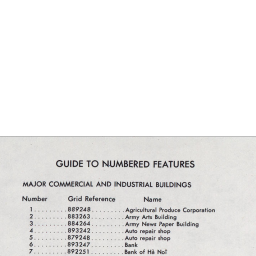 GUIDE TO NUMBERED FEATURES
MAJOR COMMERCIAL AND INDUSTRIAL BUILDINGS
Number Grid Reference Name
1.........889248.........Agricultural Produce Corporation
2.........883263.........Army Arts Building
3.........884264.........Army News Paper Building
4.........893242.........Auto repair shop
5.........879248.........Auto repair shop
6.........893247.........Bank
7.........892251.........Bank of Hà Nội